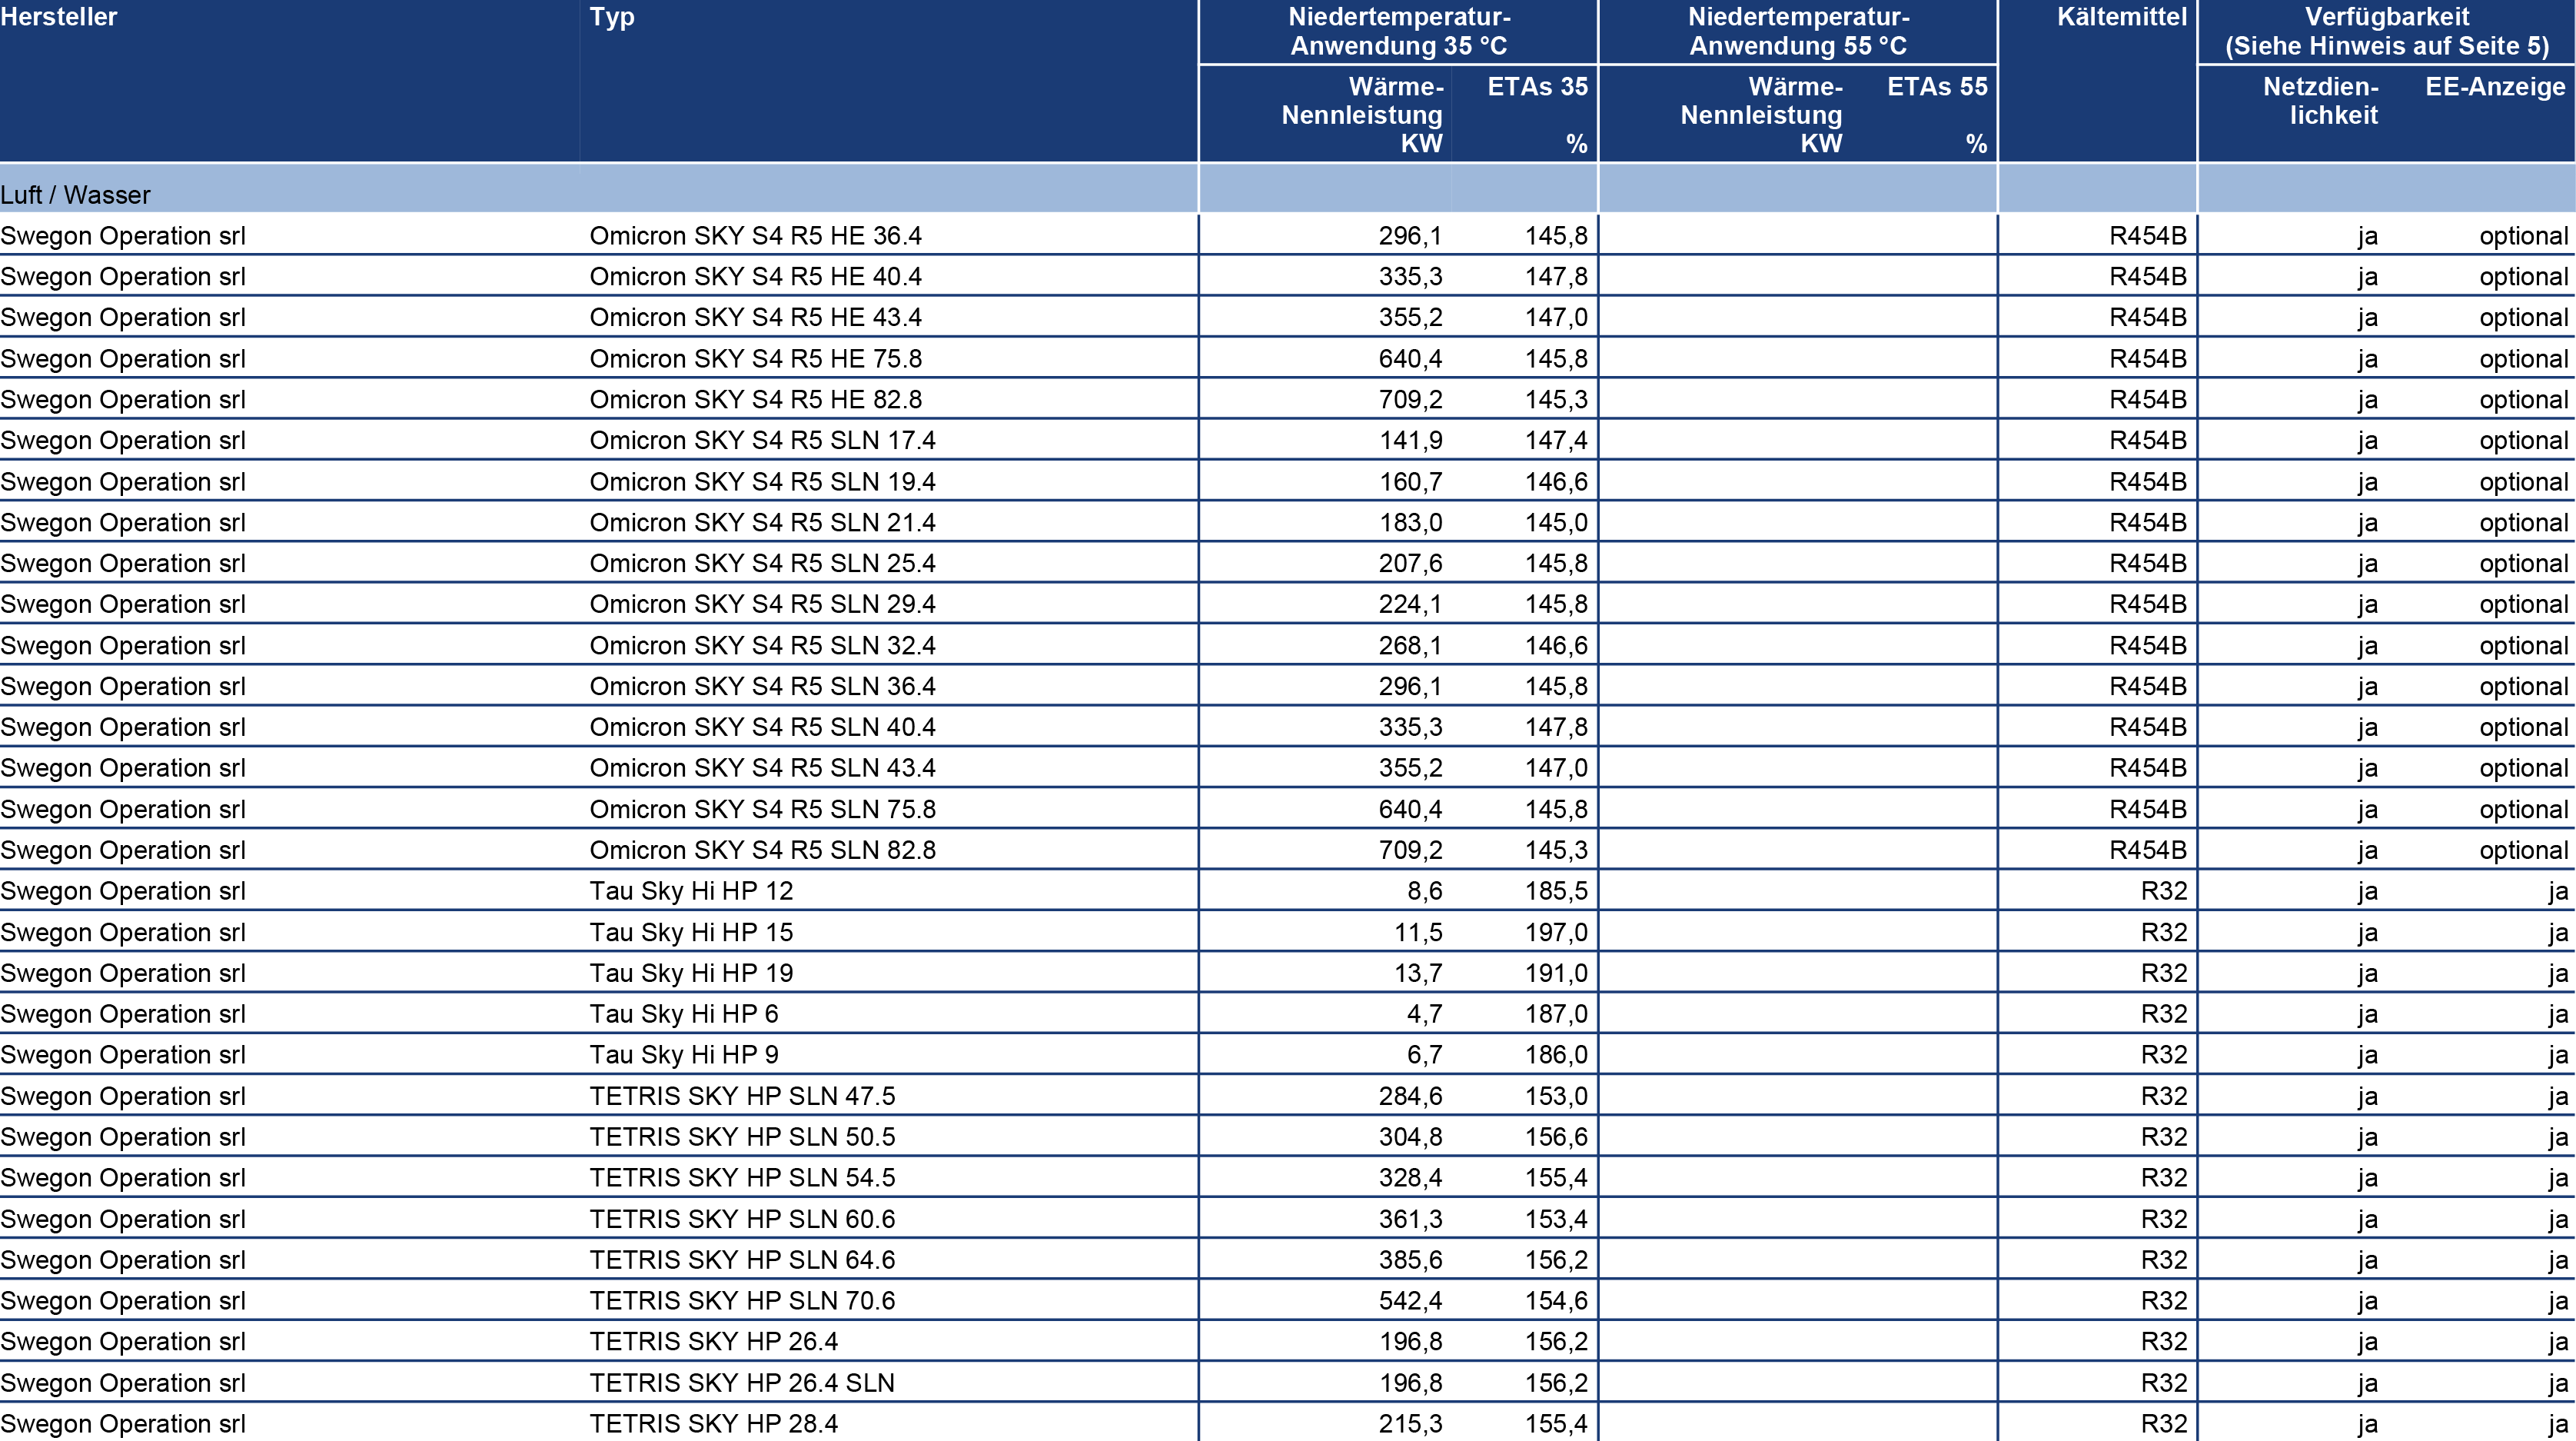 Hersteller Typ Niedertemperatur- Niedertemperatur- Kältemittel Verfügbarkeit
Anwendung 35 °C Anwendung 55 °C (Siehe Hinweis auf Seite 5)
Wärme- ETAs 35 Wärme- ETAs 55 Netzdien- EE-Anzeige
Nennleistung Nennleistung lichkeit
KW % KW %
Luft / Wasser
Swegon Operation srl Omicron SKY S4 R5 HE 36.4 296,1 145,8 R454B ja optional
Swegon Operation srl Omicron SKY S4 R5 HE 40.4 335,3 147,8 R454B ja optional
Swegon Operation srl Omicron SKY S4 R5 HE 43.4 355,2 147,0 R454B ja optional
Swegon Operation srl Omicron SKY S4 R5 HE 75.8 640,4 145,8 R454B ja optional
Swegon Operation srl Omicron SKY S4 R5 HE 82.8 709,2 145,3 R454B ja optional
Swegon Operation srl Omicron SKY S4 R5 SLN 17.4 141,9 147,4 R454B ja optional
Swegon Operation srl Omicron SKY S4 R5 SLN 19.4 160,7 146,6 R454B ja optional
Swegon Operation srl Omicron SKY S4 R5 SLN 21.4 183,0 145,0 R454B ja optional
Swegon Operation srl Omicron SKY S4 R5 SLN 25.4 207,6 145,8 R454B ja optional
Swegon Operation srl Omicron SKY S4 R5 SLN 29.4 224,1 145,8 R454B ja optional
Swegon Operation srl Omicron SKY S4 R5 SLN 32.4 268,1 146,6 R454B ja optional
Swegon Operation srl Omicron SKY S4 R5 SLN 36.4 296,1 145,8 R454B ja optional
Swegon Operation srl Omicron SKY S4 R5 SLN 40.4 335,3 147,8 R454B ja optional
Swegon Operation srl Omicron SKY S4 R5 SLN 43.4 355,2 147,0 R454B ja optional
Swegon Operation srl Omicron SKY S4 R5 SLN 75.8 640,4 145,8 R454B ja optional
Swegon Operation srl Omicron SKY S4 R5 SLN 82.8 709,2 145,3 R454B ja optional
Swegon Operation srl Tau Sky Hi HP 12 8,6 185,5 R32 ja ja
Swegon Operation srl Tau Sky Hi HP 15 11,5 197,0 R32 ja ja
Swegon Operation srl Tau Sky Hi HP 19 13,7 191,0 R32 ja ja
Swegon Operation srl Tau Sky Hi HP 6 4,7 187,0 R32 ja ja
Swegon Operation srl Tau Sky Hi HP 9 6,7 186,0 R32 ja ja
Swegon Operation srl TETRIS SKY HP SLN 47.5 284,6 153,0 R32 ja ja
Swegon Operation srl TETRIS SKY HP SLN 50.5 304,8 156,6 R32 ja ja
Swegon Operation srl TETRIS SKY HP SLN 54.5 328,4 155,4 R32 ja ja
Swegon Operation srl TETRIS SKY HP SLN 60.6 361,3 153,4 R32 ja ja
Swegon Operation srl TETRIS SKY HP SLN 64.6 385,6 156,2 R32 ja ja
Swegon Operation srl TETRIS SKY HP SLN 70.6 542,4 154,6 R32 ja ja
Swegon Operation srl TETRIS SKY HP 26.4 196,8 156,2 R32 ja ja
Swegon Operation srl TETRIS SKY HP 26.4 SLN 196,8 156,2 R32 ja ja
Swegon Operation srl TETRIS SKY HP 28.4 215,3 155,4 R32 ja ja